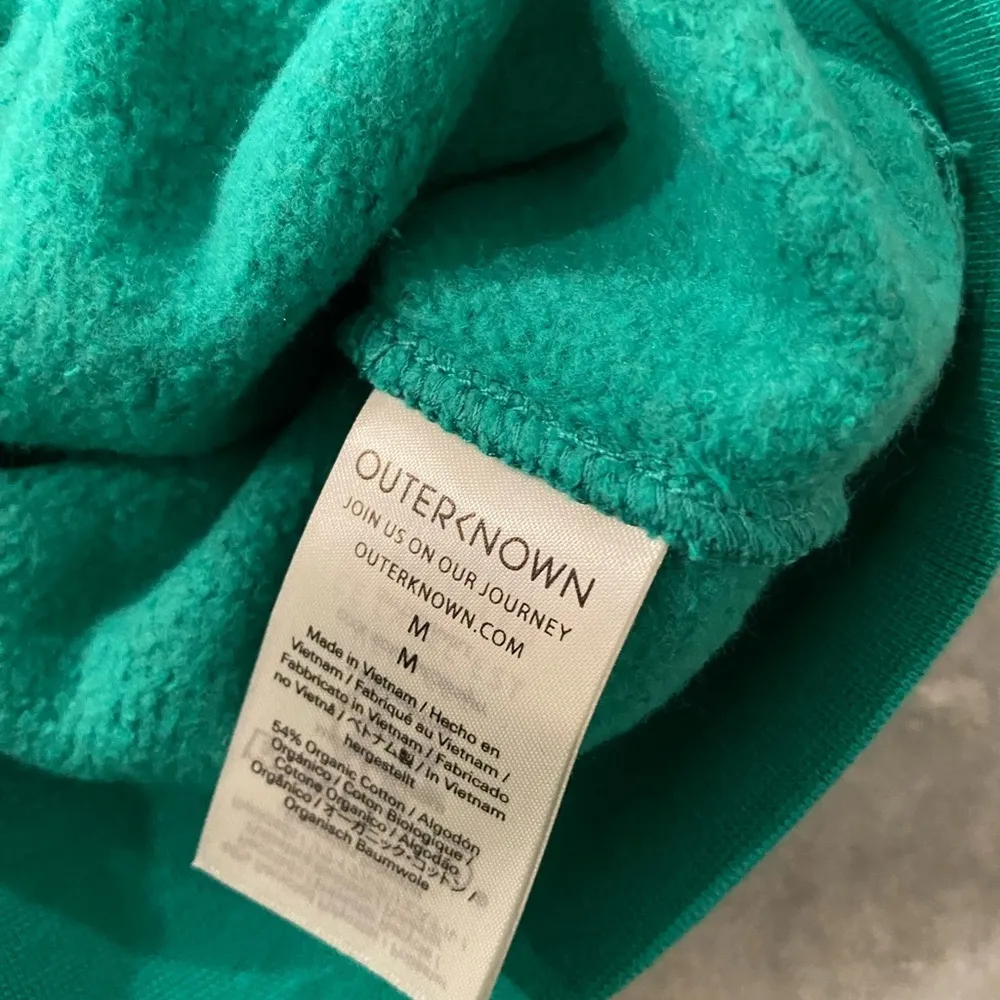 OUTERKNOWN
JOIN US ON OUR JOURNEY
OUTERKNOWN.COM
M
M
Made in Vietnam / Hecho en
Vietnam / Fabriqué au Vietnam /
Fabbricato in Vietnam / Fabricado
no Vietnã / ベトナム製 / In Vietnam
hergestellt
54% Organic Cotton / Algodón
Orgánico / Coton Biologique /
Cotone Organico / Algodão
Orgânico / オーガニック・コットン /
Organisch Baumwole